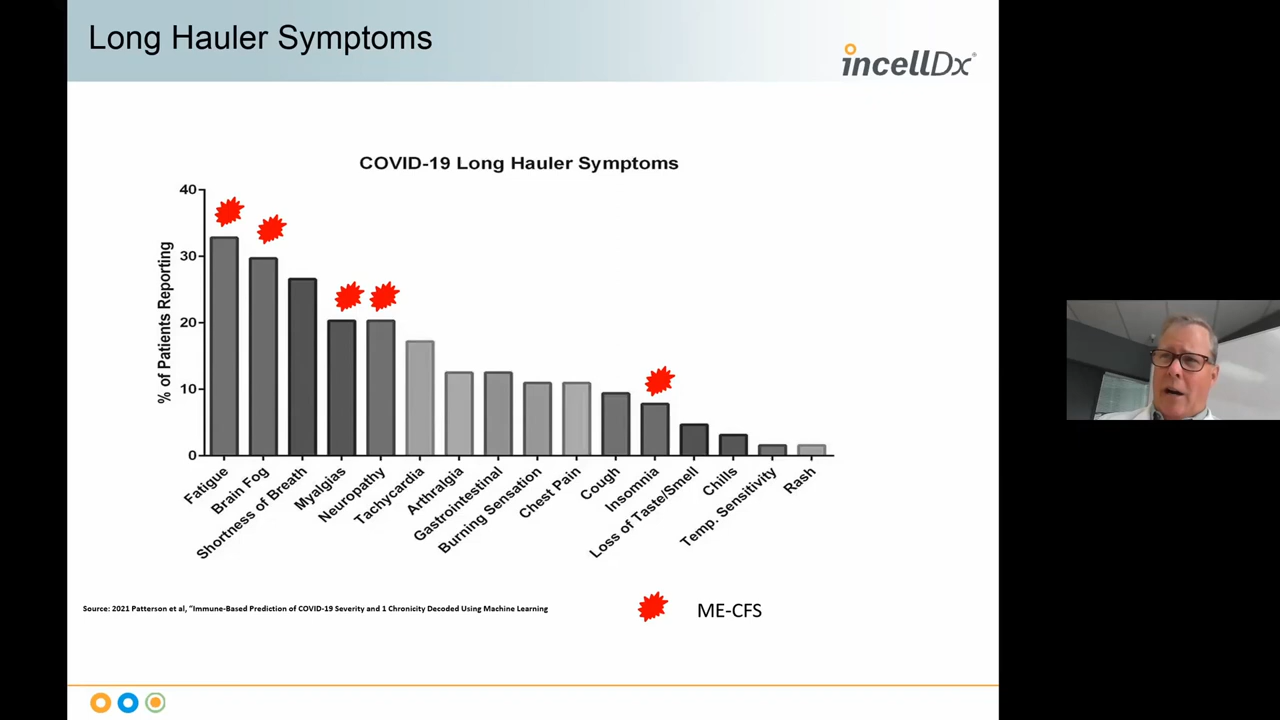 Long Hauler Symptoms
incellDx®
COVID-19 Long Hauler Symptoms
% of Patients Reporting
40
30
20
10
0
Fatigue
Brain Fog
Shortness of Breath
Myalgias
Neuropathy
Tachycardia
Arthralgia
Gastrointestinal
Burning Sensation
Chest Pain
Cough
Insomnia
Loss of Taste/Smell
Chills
Temp. Sensitivity
Rash
Source: 2021 Patterson et al, “Immune-Based Prediction of COVID-19 Severity and 1 Chronicity Decoded Using Machine Learning
ME-CFS